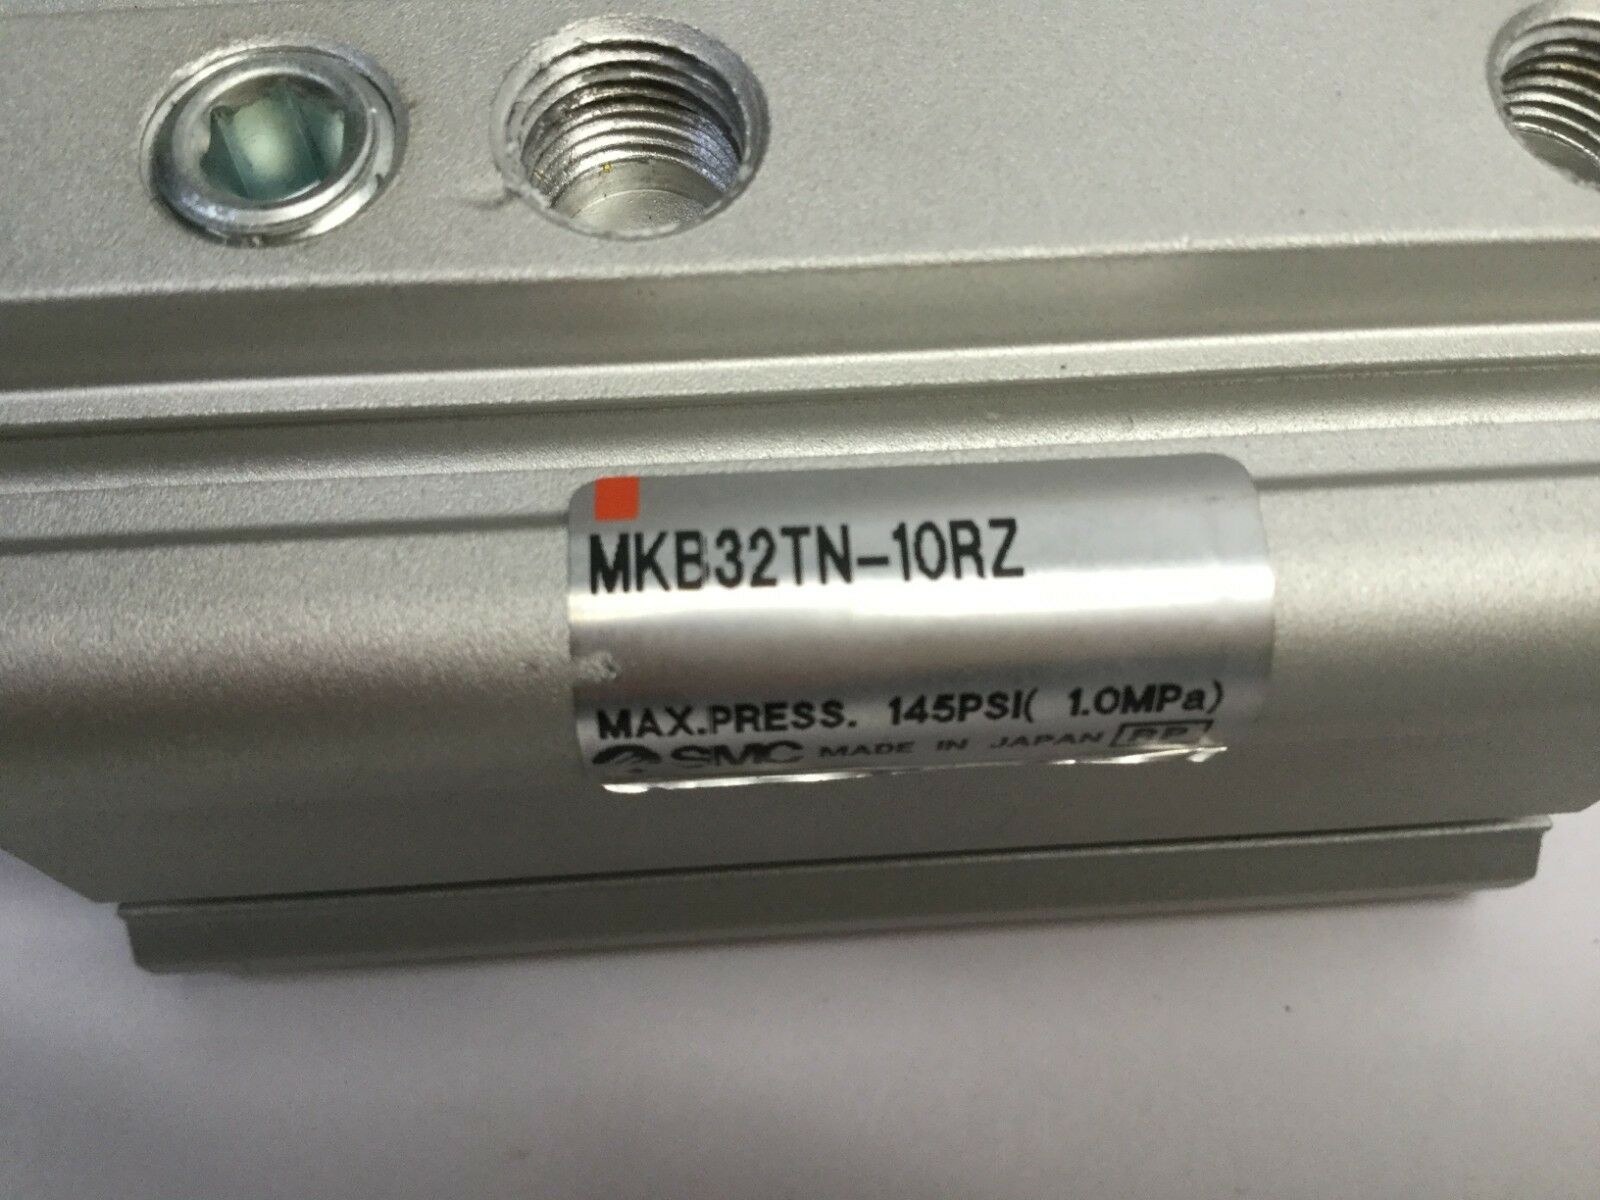 MKB32TN-10RZ
MAX.PRESS. 145PSI( 1.0MPa)
SMC MADE IN JAPAN